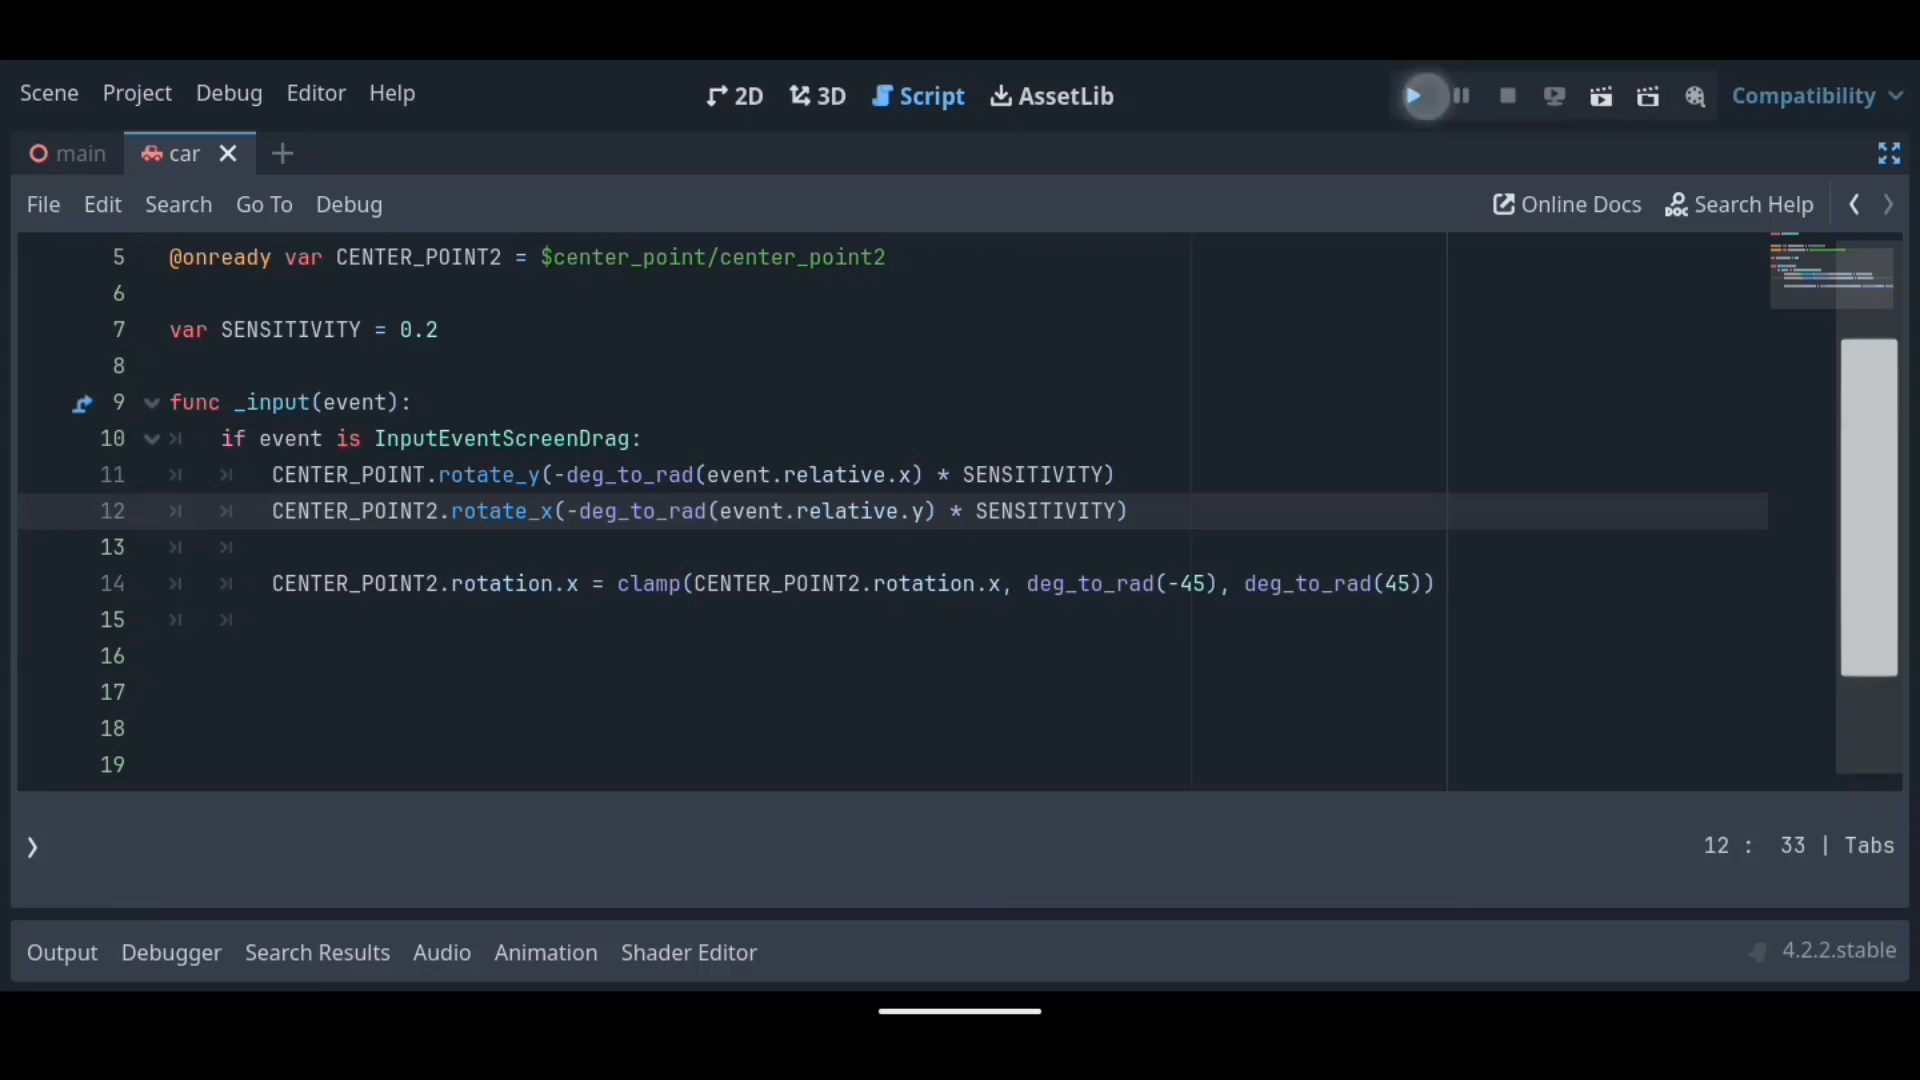 Scene Project Debug Editor Help 2D 3D Script AssetLib Compatibility
main car
File Edit Search Go To Debug Online Docs Search Help
5 @onready var CENTER_POINT2 = $center_point/center_point2
6
7 var SENSITIVITY = 0.2
8
9 func _input(event):
10 if event is InputEventScreenDrag:
11 CENTER_POINT.rotate_y(-deg_to_rad(event.relative.x) * SENSITIVITY)
12 CENTER_POINT2.rotate_x(-deg_to_rad(event.relative.y) * SENSITIVITY)
13
14 CENTER_POINT2.rotation.x = clamp(CENTER_POINT2.rotation.x, deg_to_rad(-45), deg_to_rad(45))
15
16
17
18
19
12 : 33 | Tabs
Output Debugger Search Results Audio Animation Shader Editor 4.2.2.stable